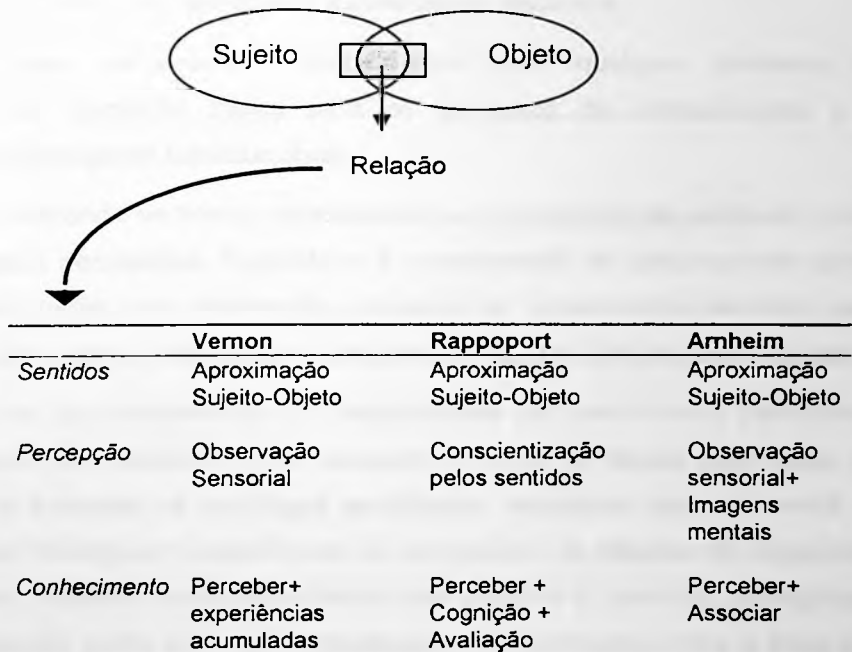 Sujeito Objeto
Relação
Vernon Rappoport Arnheim
Sentidos Aproximação Aproximação Aproximação
Sujeito-Objeto Sujeito-Objeto Sujeito-Objeto
Percepção Observação Conscientização Observação
Sensorial pelos sentidos sensorial+
Imagens
mentais
Conhecimento Perceber+ Perceber + Perceber+
experiências Cognição + Associar
acumuladas Avaliação